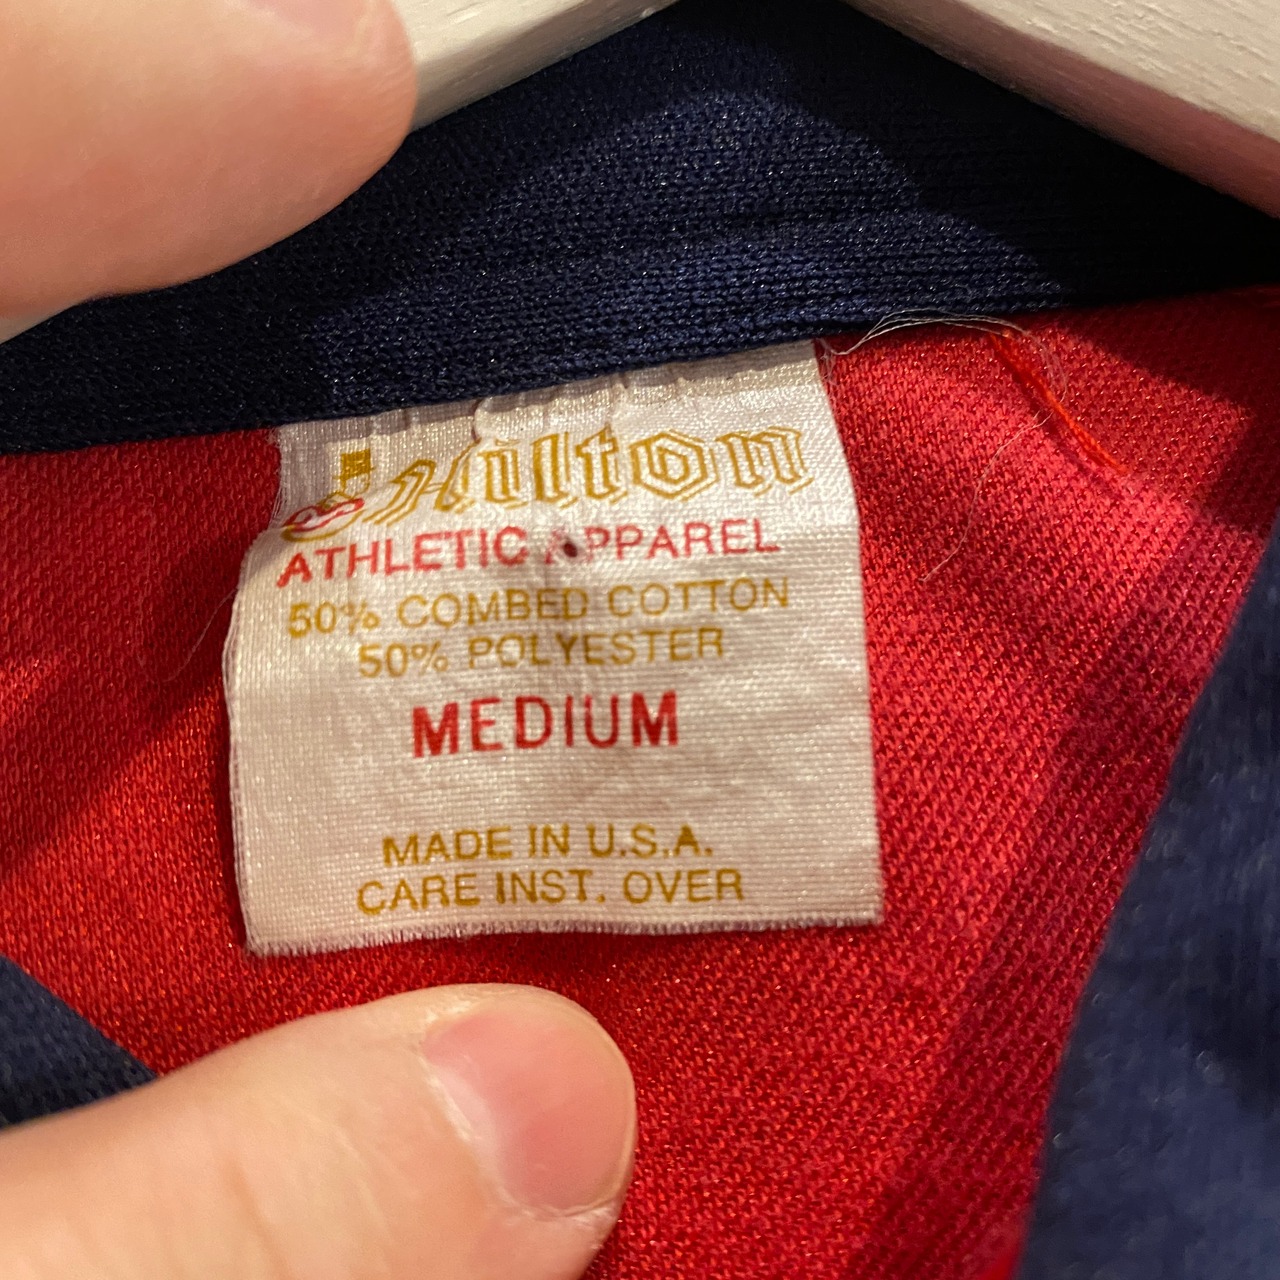 Hilton
ATHLETIC APPAREL
50% COMBED COTTON
50% POLYESTER
MEDIUM
MADE IN U.S.A.
CARE INST. OVER